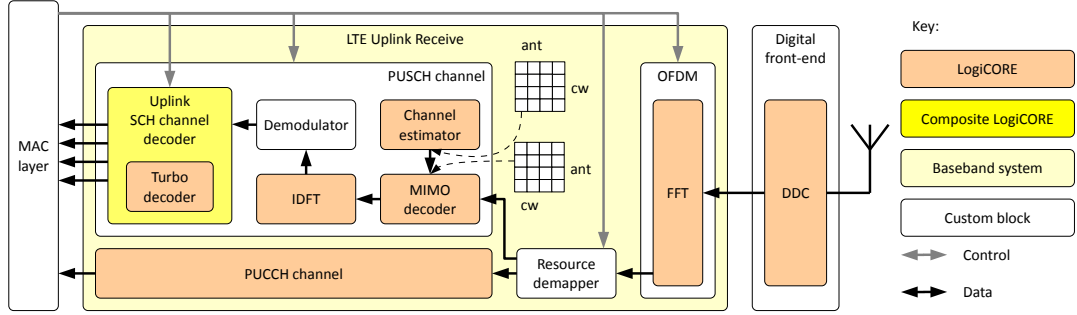 MAC
layer
LTE Uplink Receive
PUSCH channel
Uplink
SCH channel
decoder
Turbo
decoder
Demodulator
IDFT
Channel
estimator
MIMO
decoder
ant
cw
ant
cw
PUCCH channel
Resource
demapper
OFDM
FFT
Digital
front-end
DDC
Key:
LogiCORE
Composite LogiCORE
Baseband system
Custom block
Control
Data